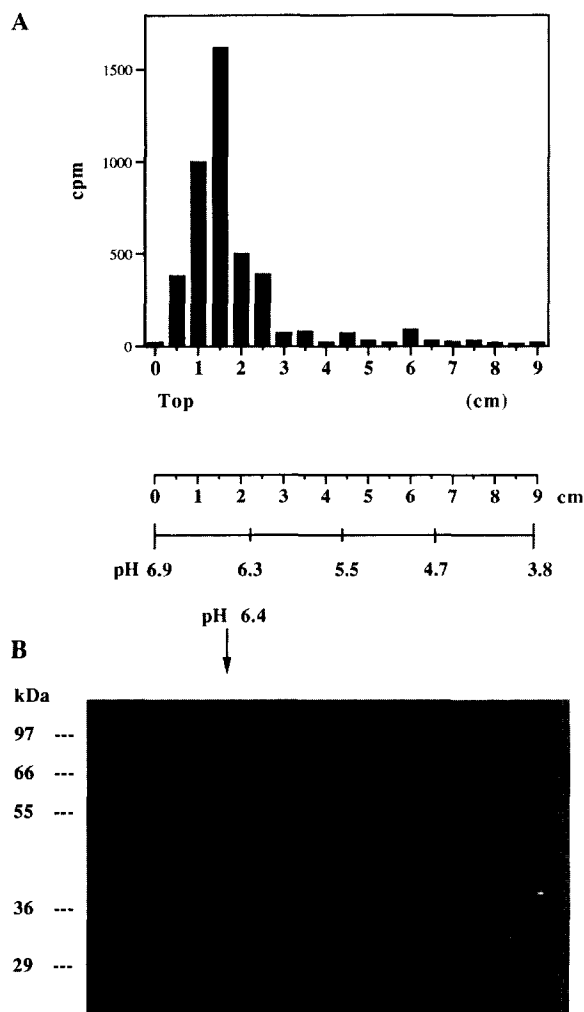 A
1500
1000
500
0
cpm
0 1 2 3 4 5 6 7 8 9
Top (cm)
0 1 2 3 4 5 6 7 8 9 cm
pH 6.9 6.3 5.5 4.7 3.8
pH 6.4
B
kDa
97 ---
66 ---
55 ---
36 ---
29 ---